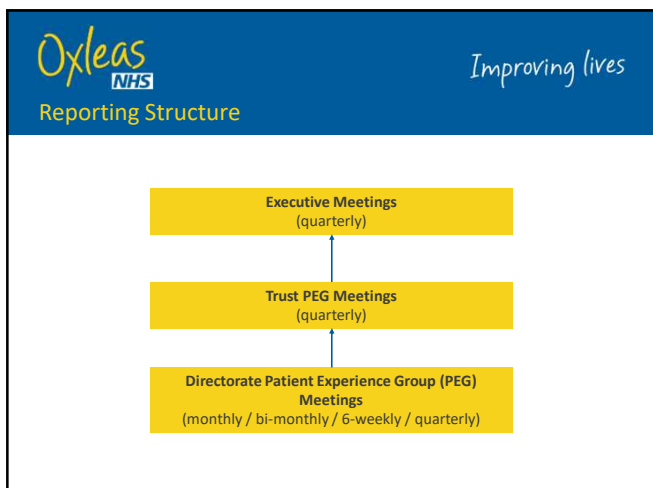 Oxleas
NHS
Improving lives
Reporting Structure
Executive Meetings
(quarterly)
Trust PEG Meetings
(quarterly)
Directorate Patient Experience Group (PEG)
Meetings
(monthly / bi-monthly / 6-weekly / quarterly)